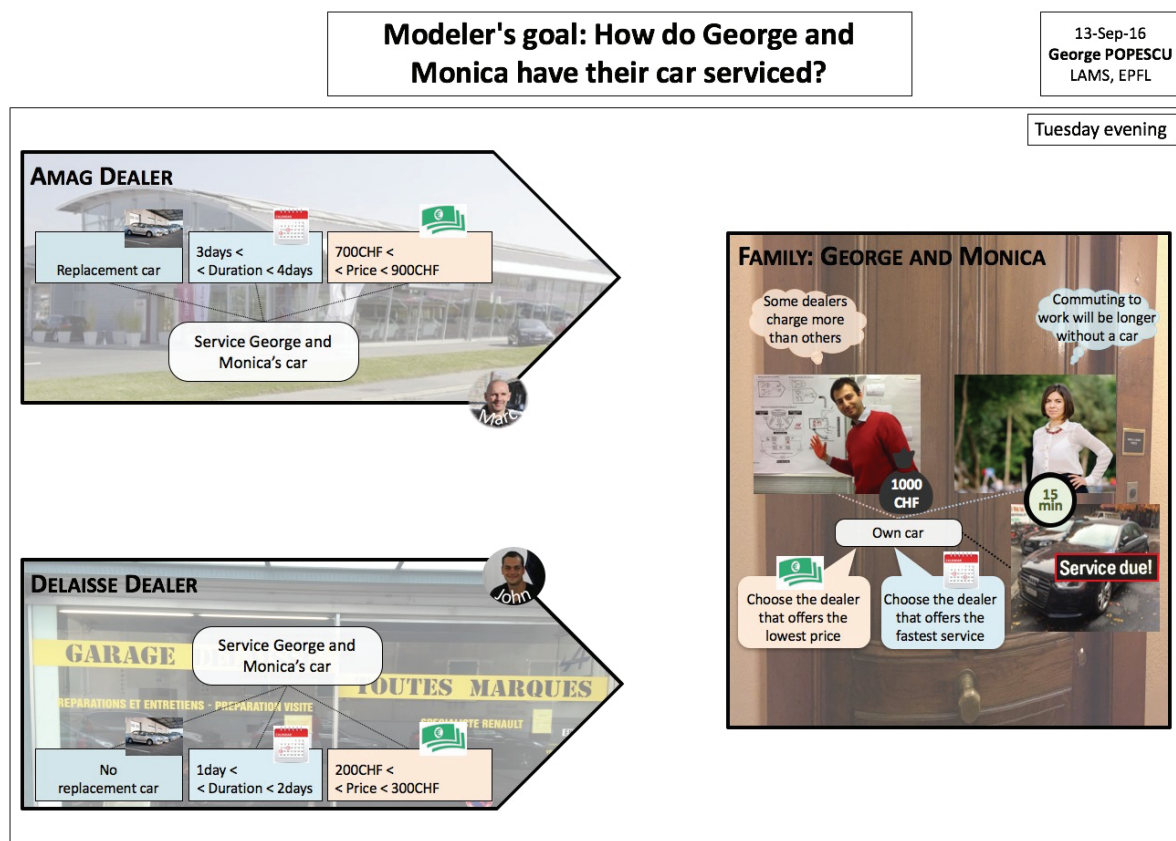 Modeler's goal: How do George and
Monica have their car serviced?
13-Sep-16
George POPESCU
LAMS, EPFL
Tuesday evening
AMAG DEALER
Replacement car
3days <
< Duration < 4days
700CHF <
< Price < 900CHF
Service George and
Monica's car
Marc
FAMILY: GEORGE AND MONICA
Some dealers
charge more
than others
Commuting to
work will be longer
without a car
1000
CHF
15
min
Own car
Service due!
Choose the dealer
that offers the
lowest price
Choose the dealer
that offers the
fastest service
John
DELAISSE DEALER
Service George and
Monica's car
GARAGE
TOUTES MARQUES
REPARATIONS ET ENTRETIENS - PREPARATION VISITE
SPECIALISTE RENAULT
No
replacement car
1day <
< Duration < 2days
200CHF <
< Price < 300CHF